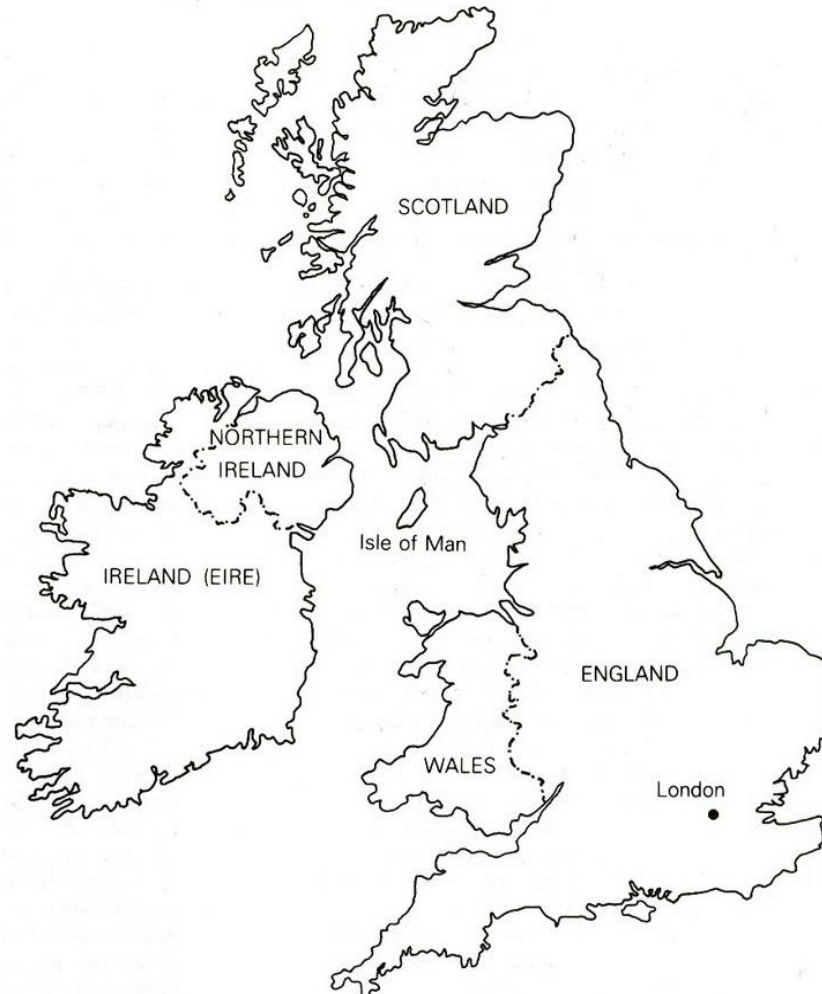 SCOTLAND
NORTHERN
IRELAND
Isle of Man
IRELAND (EIRE)
ENGLAND
WALES
London